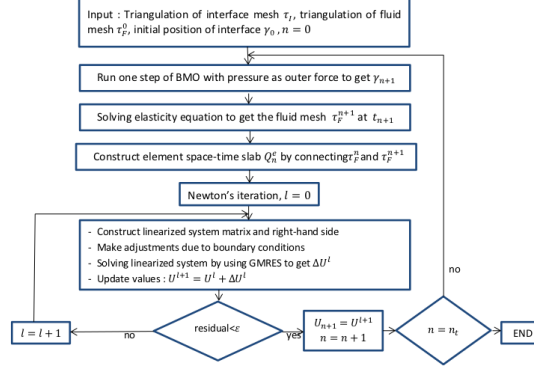 Input : Triangulation of interface mesh τ_I, triangulation of fluid
mesh τ_F^0, initial position of interface γ_0, n = 0
Run one step of BMO with pressure as outer force to get γ_{n+1}
Solving elasticity equation to get the fluid mesh τ_F^{n+1} at t_{n+1}
Construct element space-time slab Q_n^e by connecting τ_F^n and τ_F^{n+1}
Newton's iteration, l = 0
- Construct linearized system matrix and right-hand side
- Make adjustments due to boundary conditions
- Solving linearized system by using GMRES to get ΔU^l
- Update values : U^{l+1} = U^l + ΔU^l
no
residual<ε
U_{n+1} = U^{l+1}
n = n + 1
n = n_t
END
l = l + 1
no
yes